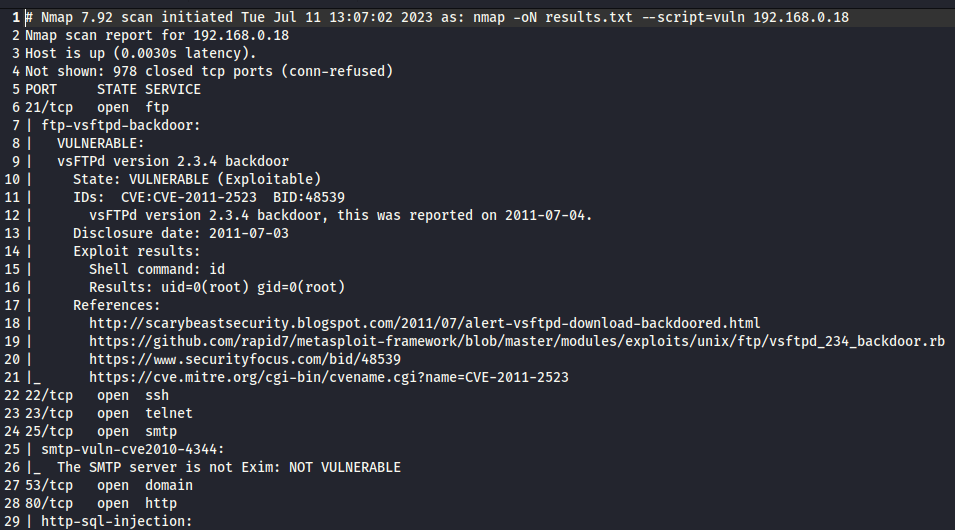 1 # Nmap 7.92 scan initiated Tue Jul 11 13:07:02 2023 as: nmap -oN results.txt --script=vuln 192.168.0.18
2 Nmap scan report for 192.168.0.18
3 Host is up (0.0030s latency).
4 Not shown: 978 closed tcp ports (conn-refused)
5 PORT     STATE SERVICE
6 21/tcp   open  ftp
7 | ftp-vsftpd-backdoor:
8 |   VULNERABLE:
9 |   vsFTPd version 2.3.4 backdoor
10 |     State: VULNERABLE (Exploitable)
11 |     IDs:  CVE:CVE-2011-2523  BID:48539
12 |       vsFTPd version 2.3.4 backdoor, this was reported on 2011-07-04.
13 |     Disclosure date: 2011-07-03
14 |     Exploit results:
15 |       Shell command: id
16 |       Results: uid=0(root) gid=0(root)
17 |     References:
18 |       http://scarybeastsecurity.blogspot.com/2011/07/alert-vsftpd-download-backdoored.html
19 |       https://github.com/rapid7/metasploit-framework/blob/master/modules/exploits/unix/ftp/vsftpd_234_backdoor.rb
20 |       https://www.securityfocus.com/bid/48539
21 |_      https://cve.mitre.org/cgi-bin/cvename.cgi?name=CVE-2011-2523
22 22/tcp   open  ssh
23 23/tcp   open  telnet
24 25/tcp   open  smtp
25 | smtp-vuln-cve2010-4344:
26 |_  The SMTP server is not Exim: NOT VULNERABLE
27 53/tcp   open  domain
28 80/tcp   open  http
29 | http-sql-injection: